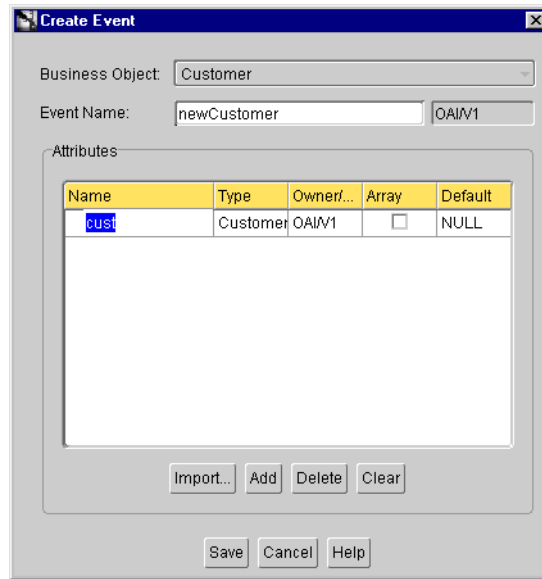 Create Event
Business Object: Customer
Event Name: newCustomer OAI/V1
Attributes
Name Type Owner/... Array Default
cust Customer OAI/V1 NULL
Import... Add Delete Clear
Save Cancel Help